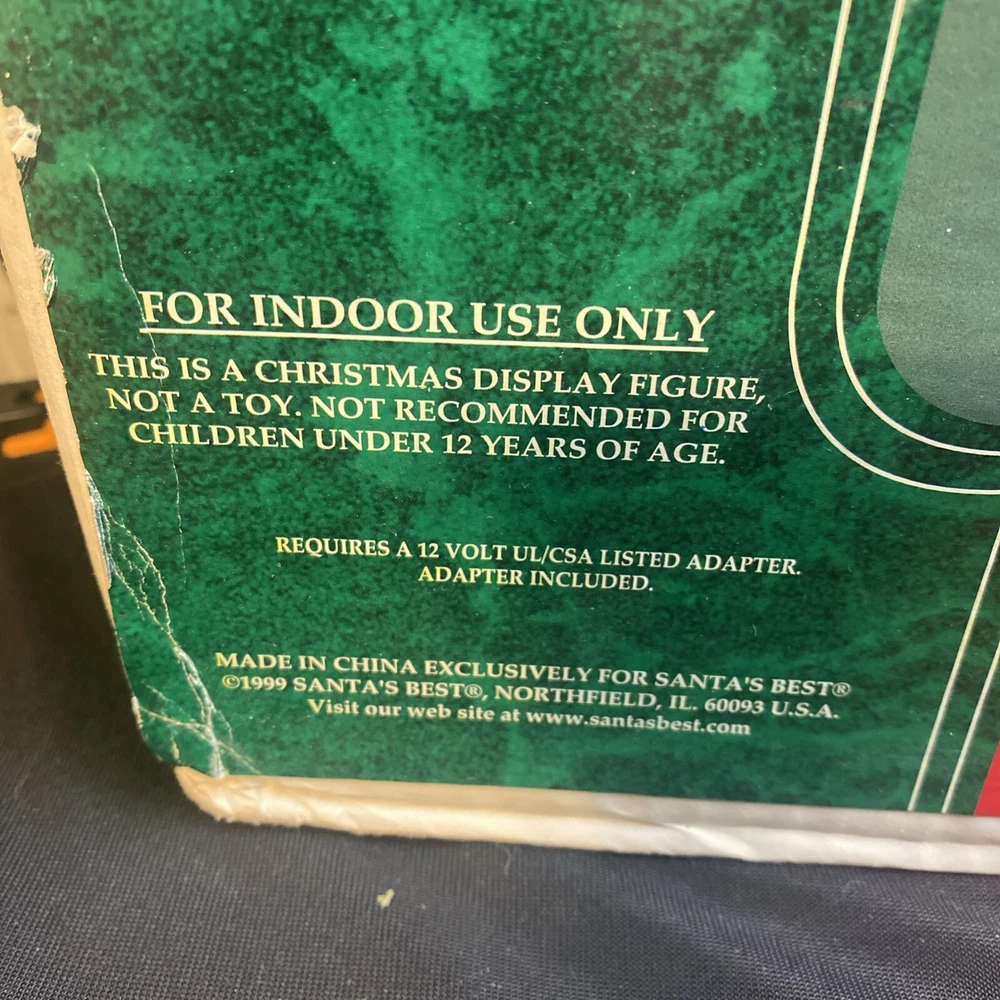 FOR INDOOR USE ONLY
THIS IS A CHRISTMAS DISPLAY FIGURE,
NOT A TOY. NOT RECOMMENDED FOR
CHILDREN UNDER 12 YEARS OF AGE.
REQUIRES A 12 VOLT UL/CSA LISTED ADAPTER.
ADAPTER INCLUDED.
MADE IN CHINA EXCLUSIVELY FOR SANTA'S BEST®
©1999 SANTA'S BEST®, NORTHFIELD, IL. 60093 U.S.A.
Visit our web site at www.santasbest.com